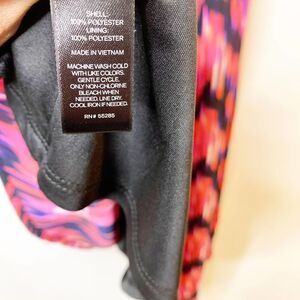 SHELL:
100% POLYESTER
LINING:
100% POLYESTER
MADE IN VIETNAM
MACHINE WASH COLD
WITH LIKE COLORS.
GENTLE CYCLE.
ONLY NON-CHLORINE
BLEACH WHEN
NEEDED. LINE DRY.
COOL IRON IF NEEDED.
RN# 55285